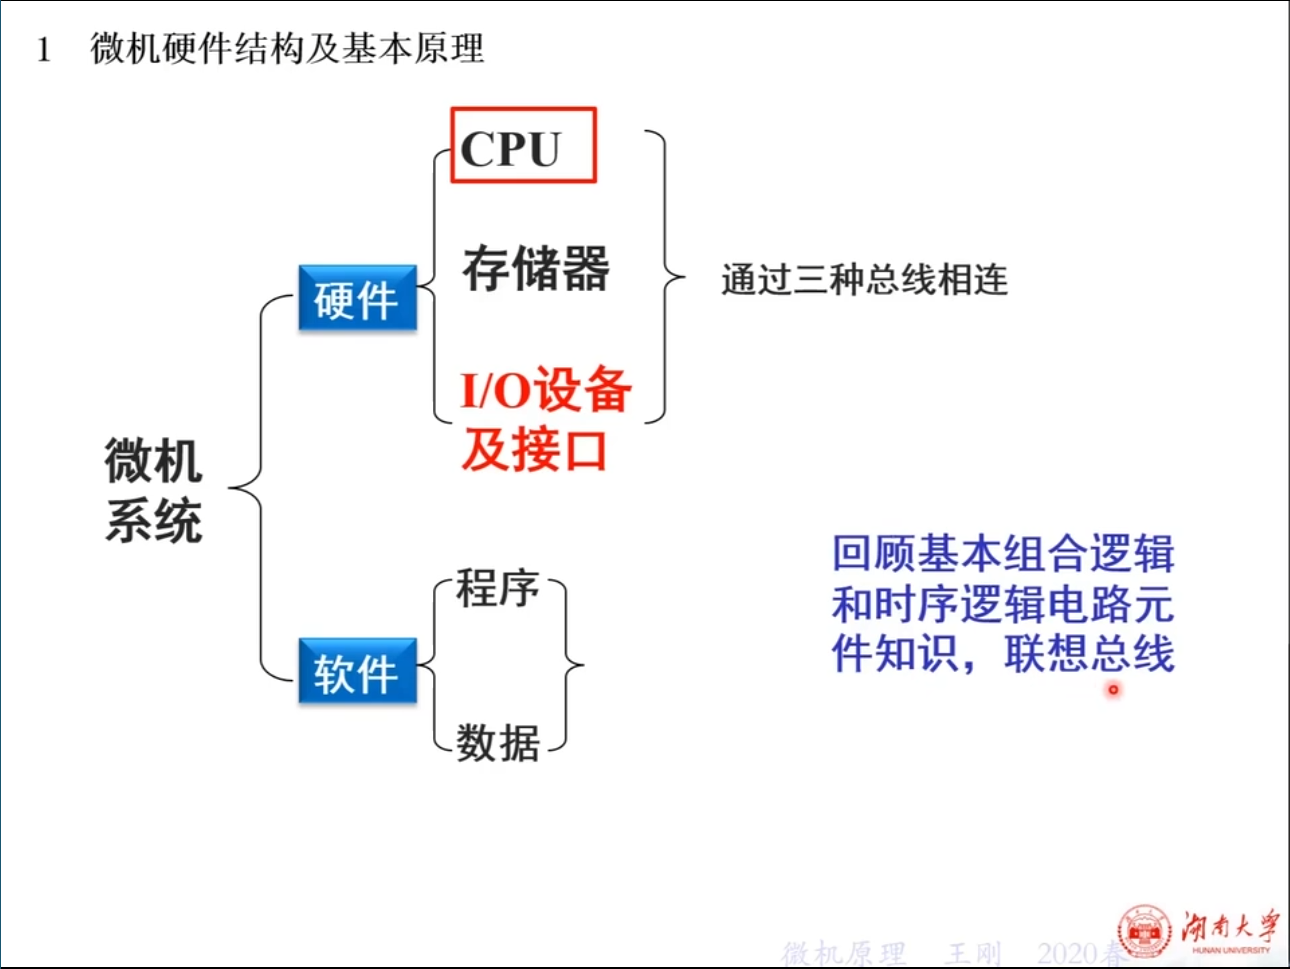 1 微机硬件结构及基本原理
CPU
存储器
I/O设备
及接口
通过三种总线相连
硬件
微机
系统
软件
程序
数据
回顾基本组合逻辑
和时序逻辑电路元
件知识，联想总线
微机原理 王刚 2020春
湖南大学
HUNAN UNIVERSITY